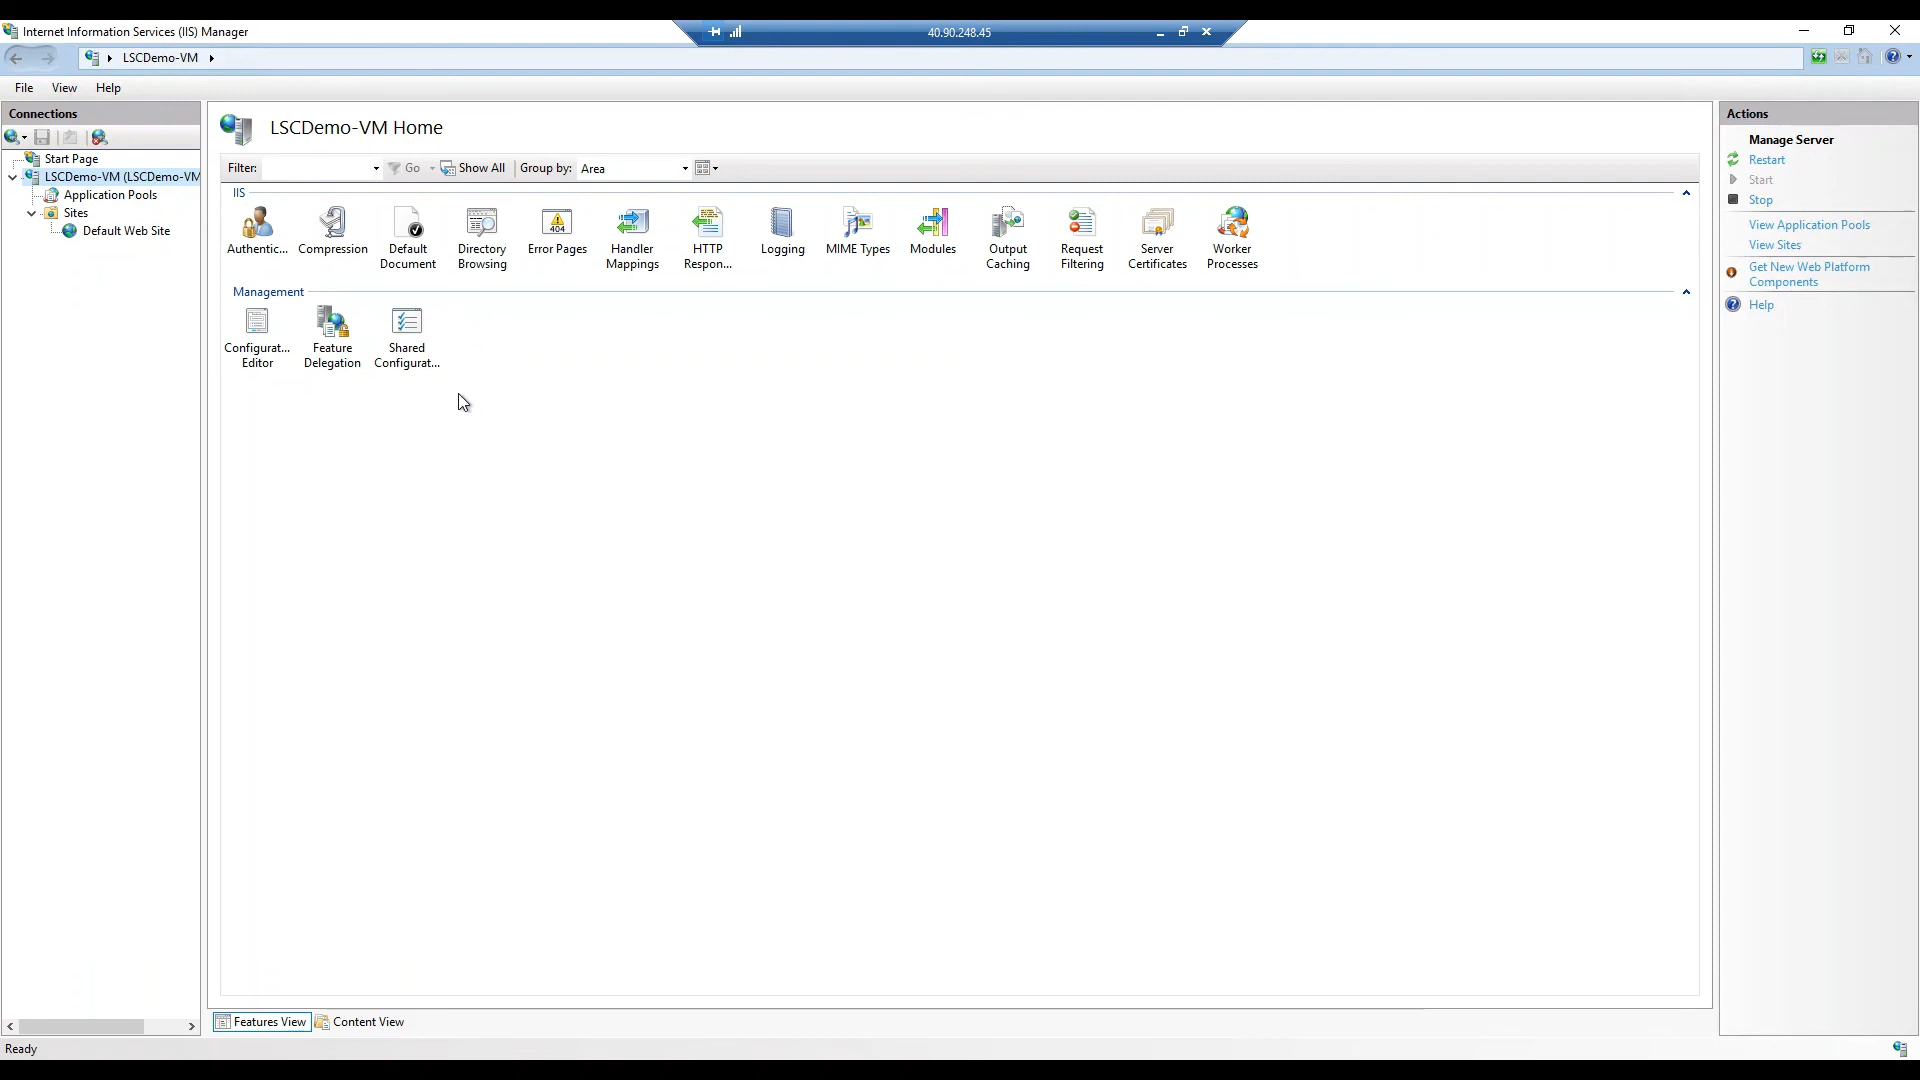 Internet Information Services (IIS) Manager
40.90.248.45
LSCDemo-VM
File View Help
Connections
Start Page
LSCDemo-VM (LSCDemo-VM
Application Pools
Sites
Default Web Site
LSCDemo-VM Home
Filter: Go Show All Group by: Area
IIS
Authentic...
Compression
Default
Document
Directory
Browsing
Error Pages
404
Handler
Mappings
HTTP
Respon...
Logging
MIME Types
Modules
Output
Caching
Request
Filtering
Server
Certificates
Worker
Processes
Management
Configurat...
Editor
Feature
Delegation
Shared
Configurat...
Features View
Content View
Actions
Manage Server
Restart
Start
Stop
View Application Pools
View Sites
Get New Web Platform
Components
Help
Ready